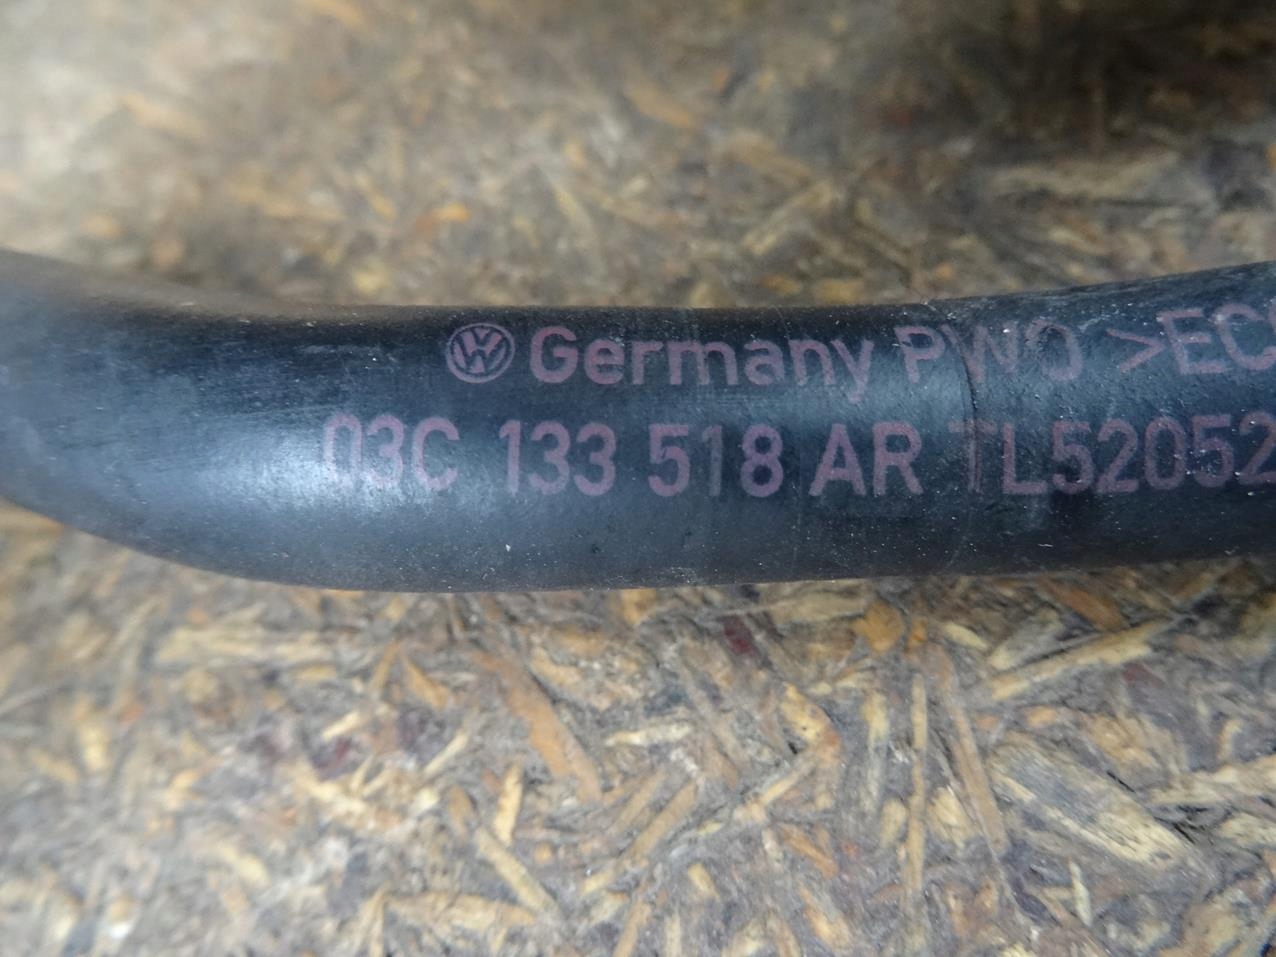 Germany PWO >EC
03C 133 518 AR TL52052